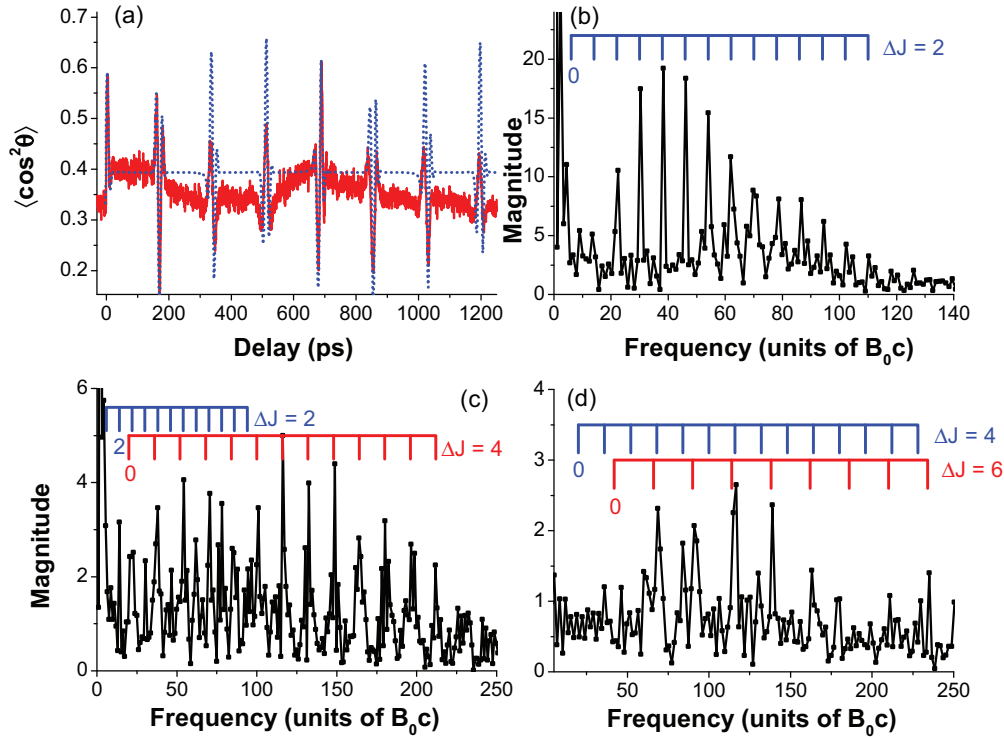 (a)
0.7
0.6
0.5
0.4
0.3
0.2
⟨cos²θ⟩
0 200 400 600 800 1000 1200
Delay (ps)
(b)
20
15
10
5
0
Magnitude
0
ΔJ = 2
0 20 40 60 80 100 120 140
Frequency (units of B₀c)
(c)
6
4
2
0
Magnitude
ΔJ = 2
2
0
ΔJ = 4
0 50 100 150 200 250
Frequency (units of B₀c)
(d)
4
3
2
1
0
0
ΔJ = 4
0
ΔJ = 6
50 100 150 200 250
Frequency (units of B₀c)